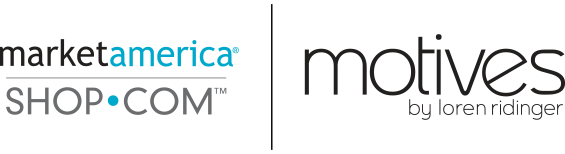 marketamerica®
SHOP•COM™
motives
by loren ridinger